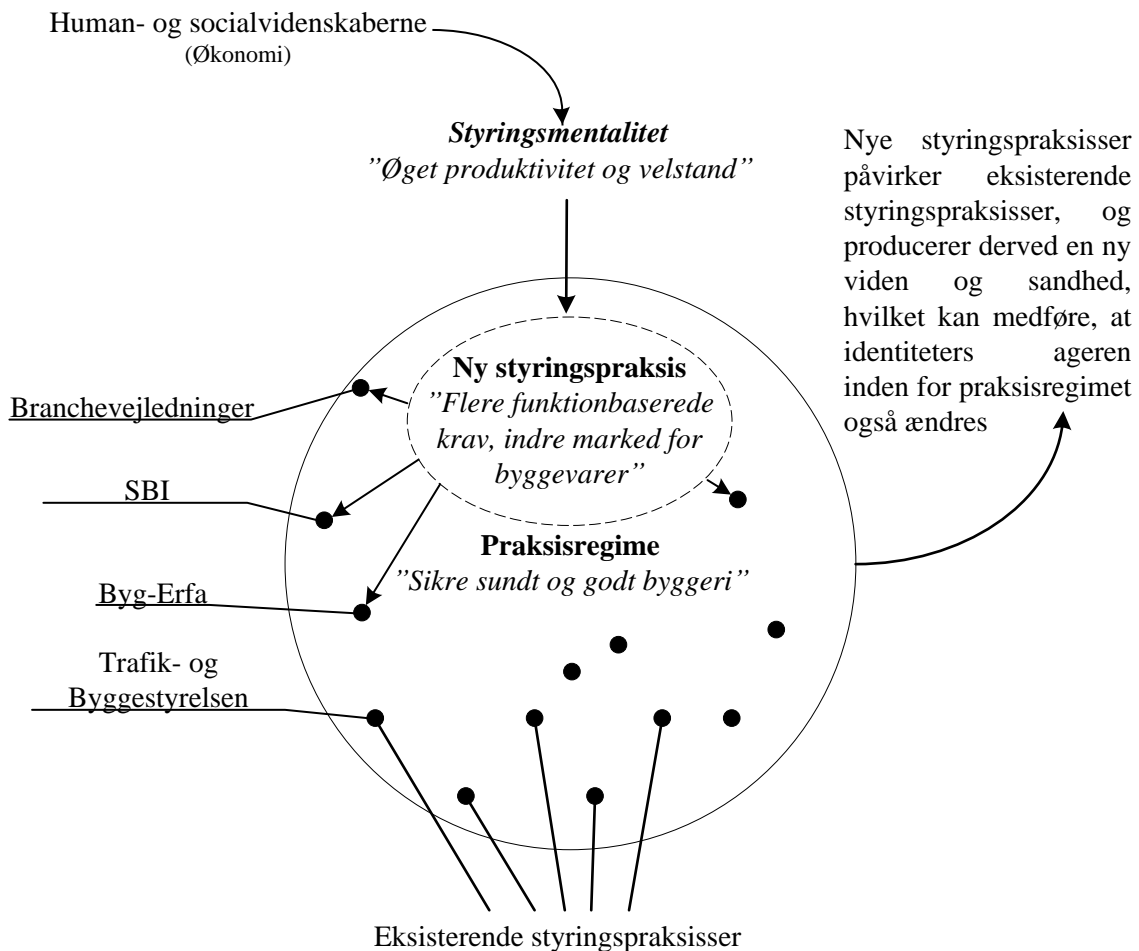 Human- og socialvidenskaberne
(Økonomi)
Styringsmentalitet
”Øget produktivitet og velstand”
Nye styringspraksisser
påvirker eksisterende
styringspraksisser, og
producerer derved en ny
viden og sandhed,
hvilket kan medføre, at
identiteters ageren
inden for praksisregimet
også ændres
Ny styringspraksis
”Flere funktionbaserede
krav, indre marked for
byggevarer”
Praksisregime
”Sikre sundt og godt byggeri”
Branchevejledninger
SBI
Byg-Erfa
Trafik- og
Byggestyrelsen
Eksisterende styringspraksisser